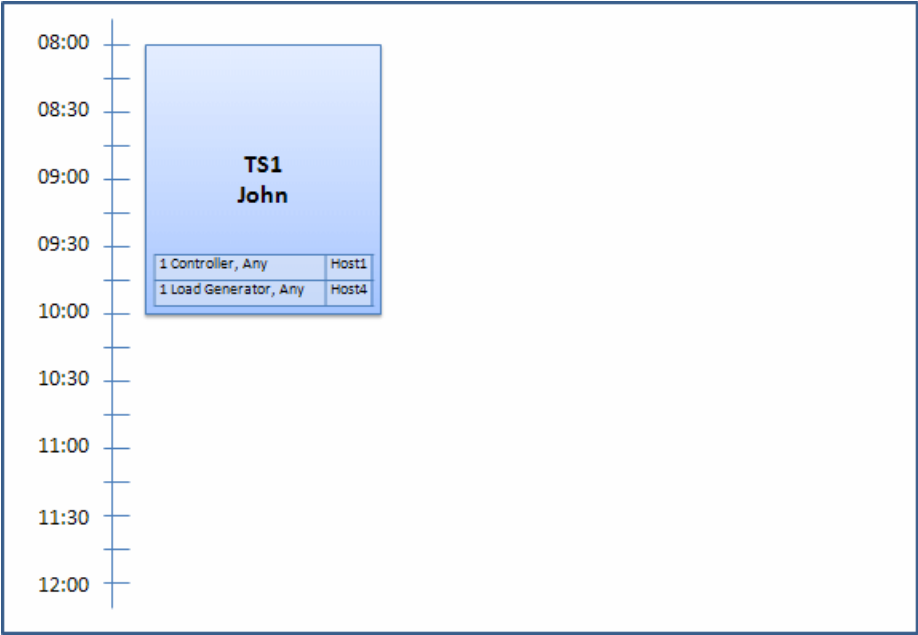 08:00
08:30
09:00
09:30
10:00
10:30
11:00
11:30
12:00
TS1
John
1 Controller, Any Host1
1 Load Generator, Any Host4